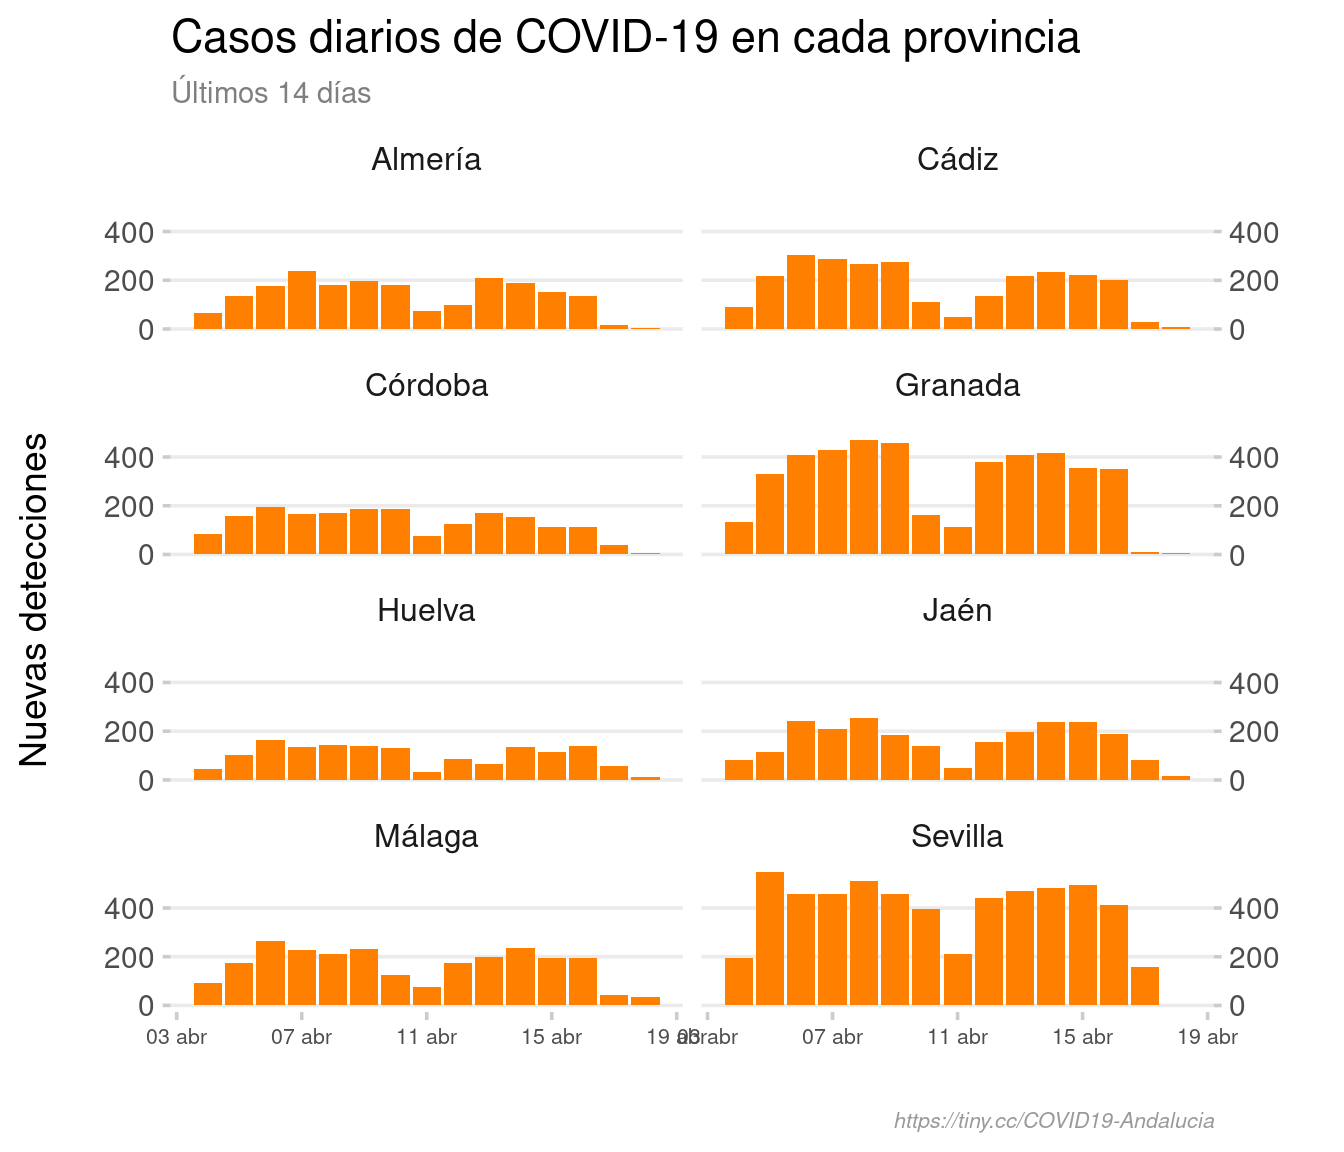 Casos diarios de COVID-19 en cada provincia
Últimos 14 días
Almería
Cádiz
400
200
0
400
200
0
Córdoba
Granada
400
200
0
400
200
0
Nuevas detecciones
Huelva
Jaén
400
200
0
400
200
0
Málaga
Sevilla
400
200
0
400
200
0
03 abr 07 abr 11 abr 15 abr 19 abr 03 abr 07 abr 11 abr 15 abr 19 abr
https://tiny.cc/COVID19-Andalucia